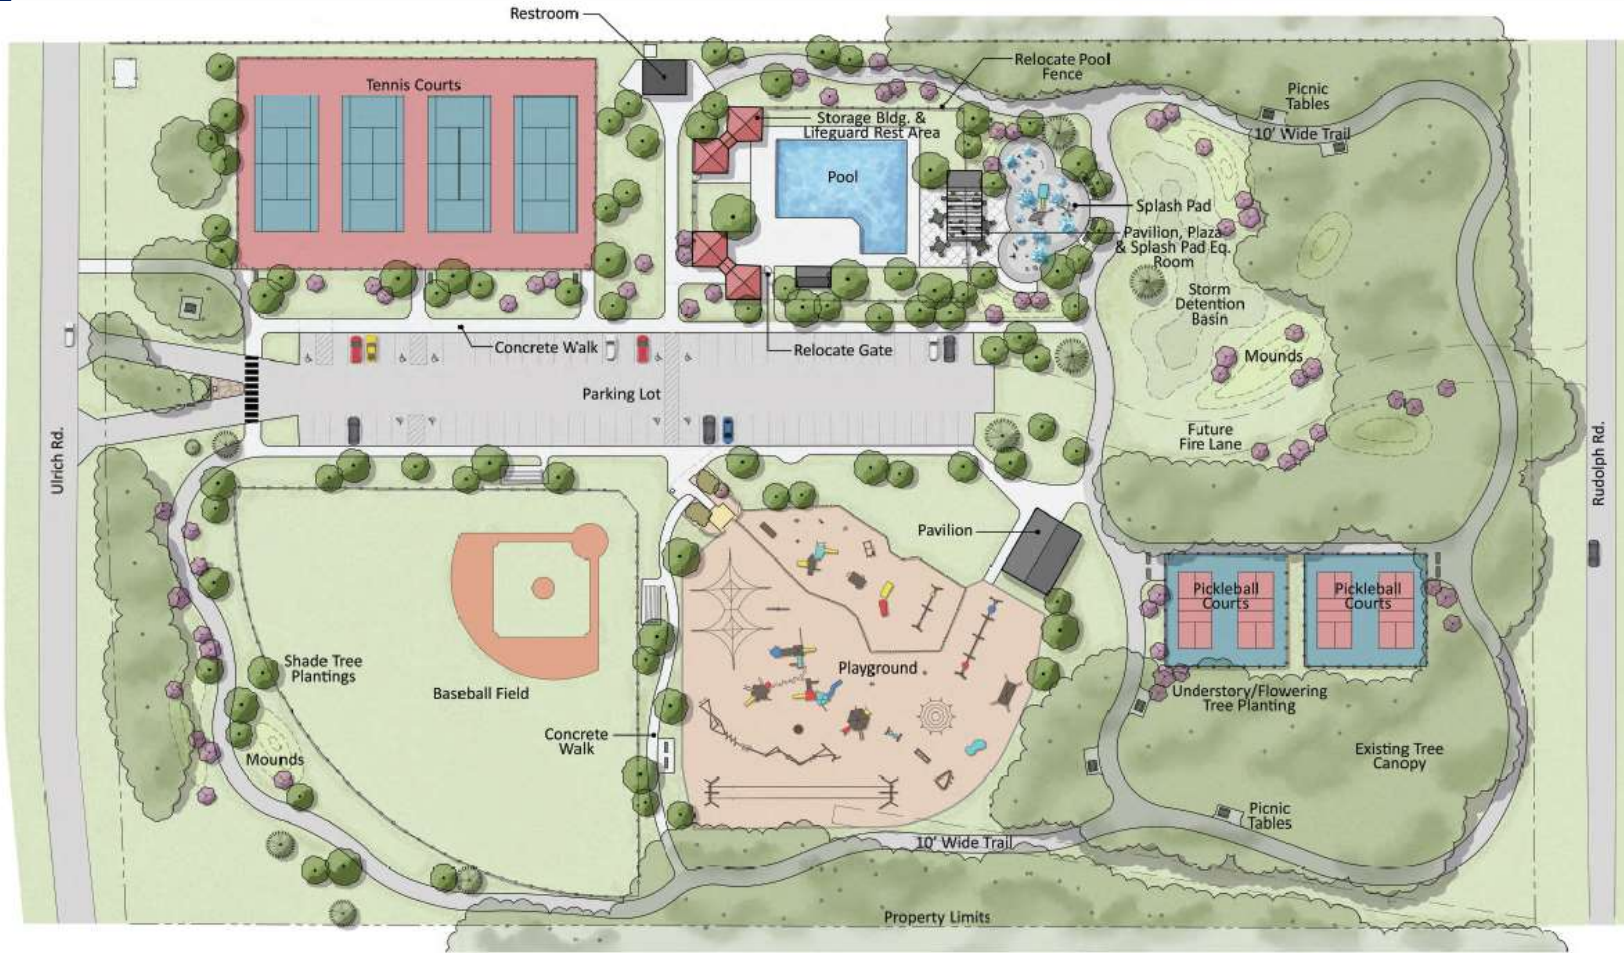 Restroom
Tennis Courts
Relocate Pool
Fence
Picnic
Tables
Storage Bldg. &
Lifeguard Rest Area
10' Wide Trail
Pool
Splash Pad
Pavilion, Plaza
& Splash Pad Eq.
Room
Storm
Detention
Basin
Concrete Walk
Relocate Gate
Mounds
Parking Lot
Future
Fire Lane
Ulrich Rd.
Rudolph Rd.
Pavilion
Pickleball
Courts
Pickleball
Courts
Shade Tree
Plantings
Baseball Field
Playground
Understory/Flowering
Tree Planting
Concrete
Walk
Mounds
Existing Tree
Canopy
Picnic
Tables
10' Wide Trail
Property Limits